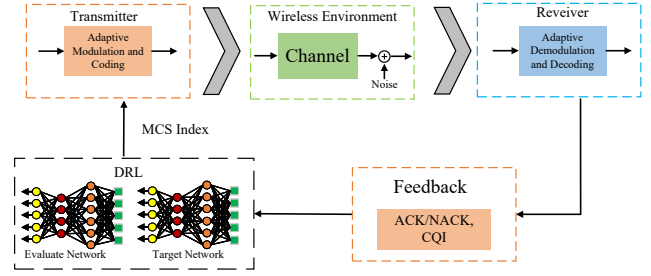 Transmitter
Adaptive
Modulation and
Coding
Wireless Environment
Channel
Noise
Reveiver
Adaptive
Demodulation
and Decoding
MCS Index
DRL
Evaluate Network
Target Network
Feedback
ACK/NACK,
CQI